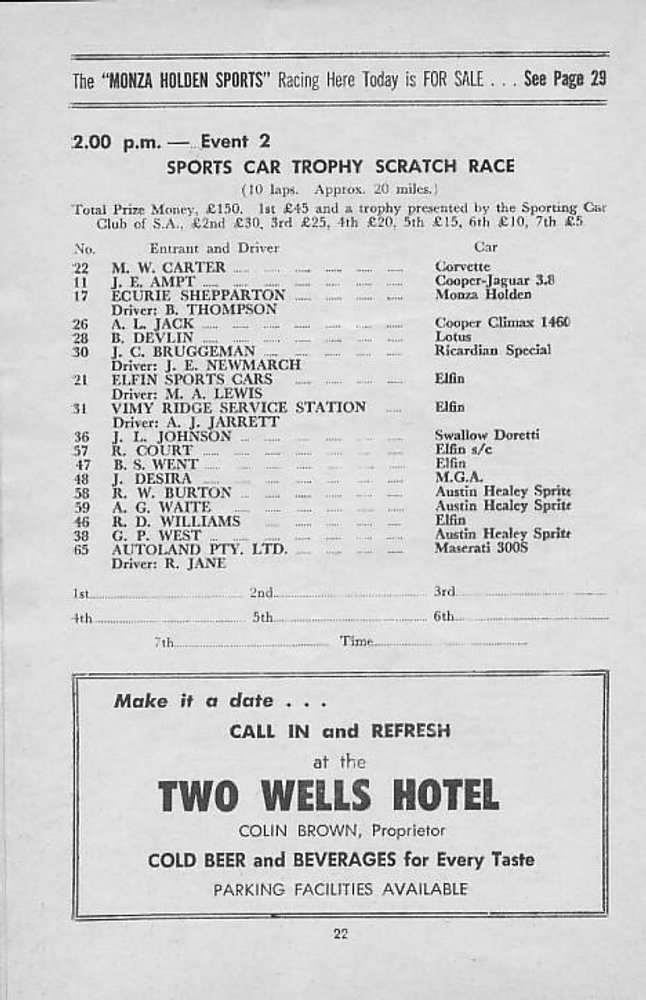 The "MONZA HOLDEN SPORTS" Racing Here Today is FOR SALE . . . See Page 29
2.00 p.m. — Event 2
SPORTS CAR TROPHY SCRATCH RACE
(10 laps. Approx. 20 miles.)
Total Prize Money, £150. 1st £45 and a trophy presented by the Sporting Car
Club of S.A., £2nd £30, 3rd £25, 4th £20, 5th £15, 6th £10, 7th £5
No. Entrant and Driver Car
22 M. W. CARTER Corvette
11 J. E. AMPT Cooper-Jaguar 3.8
17 ECURIE SHEPPARTON Monza Holden
Driver: B. THOMPSON
26 A. L. JACK Cooper Climax 1460
28 B. DEVLIN Lotus
30 J. C. BRUGGEMAN Ricardian Special
Driver: J. E. NEWMARCH
21 ELFIN SPORTS CARS Elfin
Driver: M. A. LEWIS
31 VIMY RIDGE SERVICE STATION Elfin
Driver: A. J. JARRETT
36 J. L. JOHNSON Swallow Doretti
57 R. COURT Elfin s/c
47 B. S. WENT Elfin
48 J. DESIRA M.G.A.
58 R. W. BURTON Austin Healey Sprite
59 A. G. WAITE Austin Healey Sprite
46 R. D. WILLIAMS Elfin
38 G. P. WEST Austin Healey Sprite
65 AUTOLAND PTY. LTD. Maserati 300S
Driver: R. JANE
1st 2nd 3rd
4th 5th 6th
7th Time
Make it a date . . .
CALL IN and REFRESH
at the
TWO WELLS HOTEL
COLIN BROWN, Proprietor
COLD BEER and BEVERAGES for Every Taste
PARKING FACILITIES AVAILABLE
22